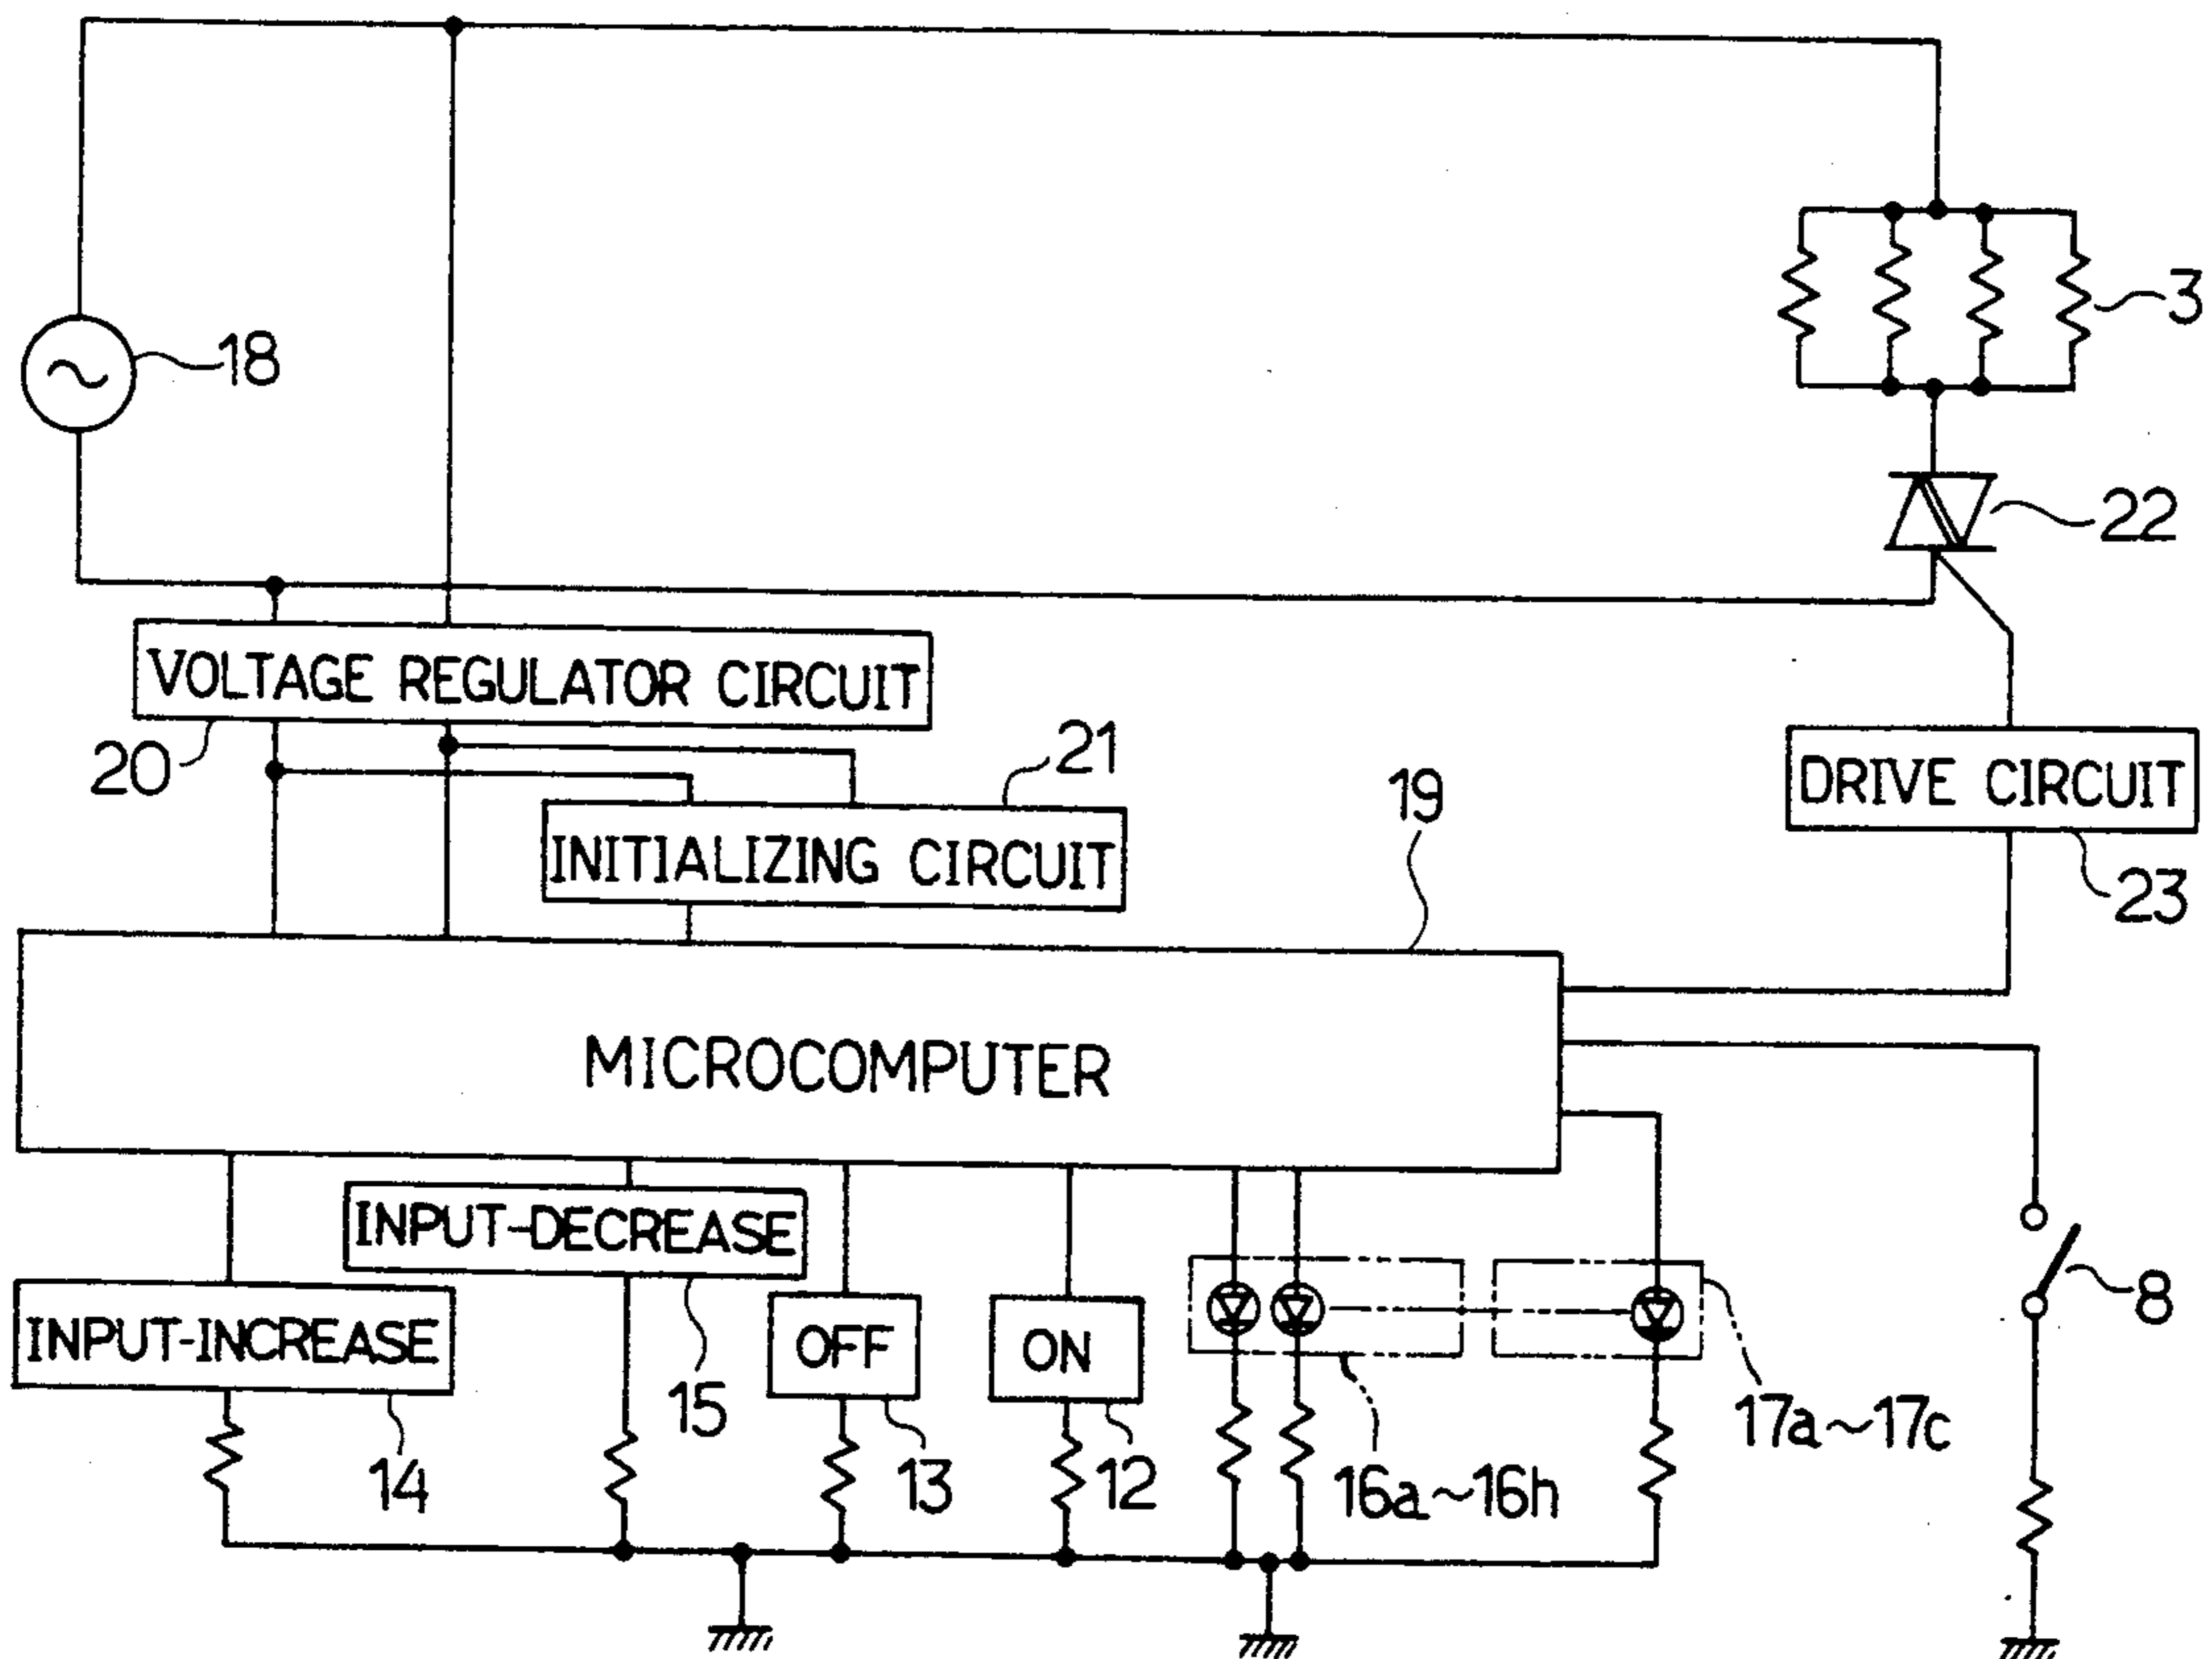 18
3
22
VOLTAGE REGULATOR CIRCUIT
20
21
INITIALIZING CIRCUIT
19
DRIVE CIRCUIT
23
MICROCOMPUTER
INPUT-DECREASE
INPUT-INCREASE
OFF
ON
8
15
14
13
12
16a~16h
17a~17c